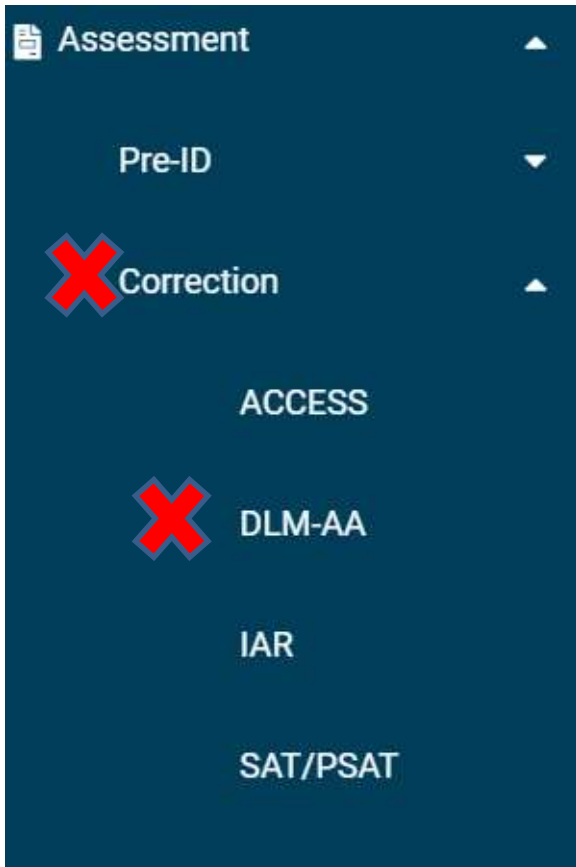 Assessment
Pre-ID
Correction
ACCESS
DLM-AA
IAR
SAT/PSAT